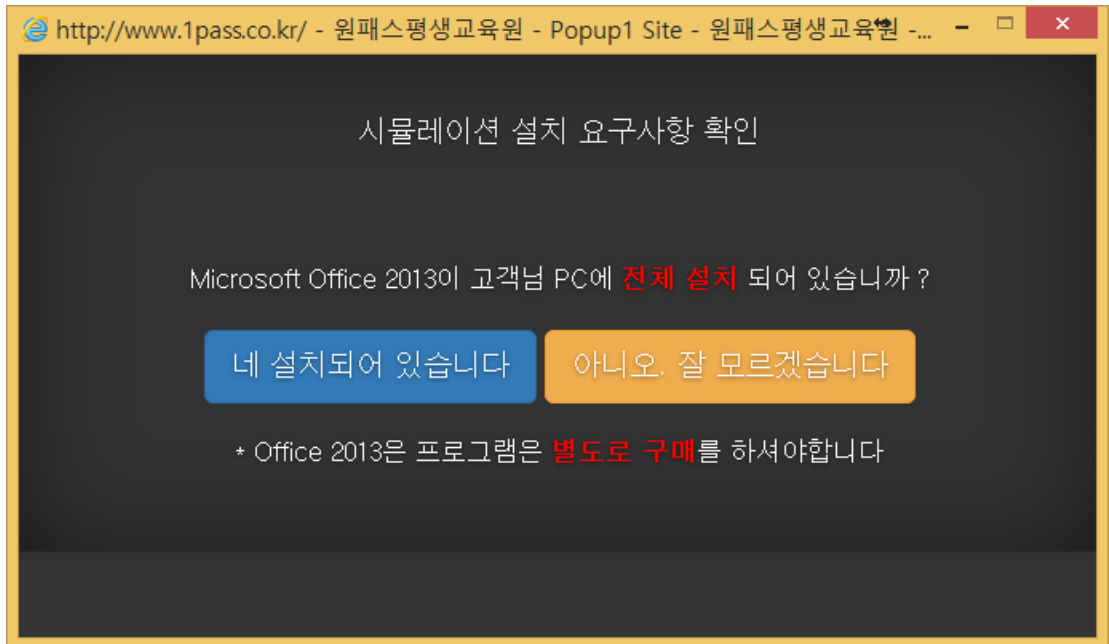 http://www.1pass.co.kr/ - 원패스평생교육원 - Popup1 Site - 원패스평생교육원 -...
시뮬레이션 설치 요구사항 확인
Microsoft Office 2013이 고객님 PC에 전체 설치 되어 있습니까 ?
네 설치되어 있습니다 아니오. 잘 모르겠습니다
* Office 2013은 프로그램은 별도로 구매를 하셔야합니다